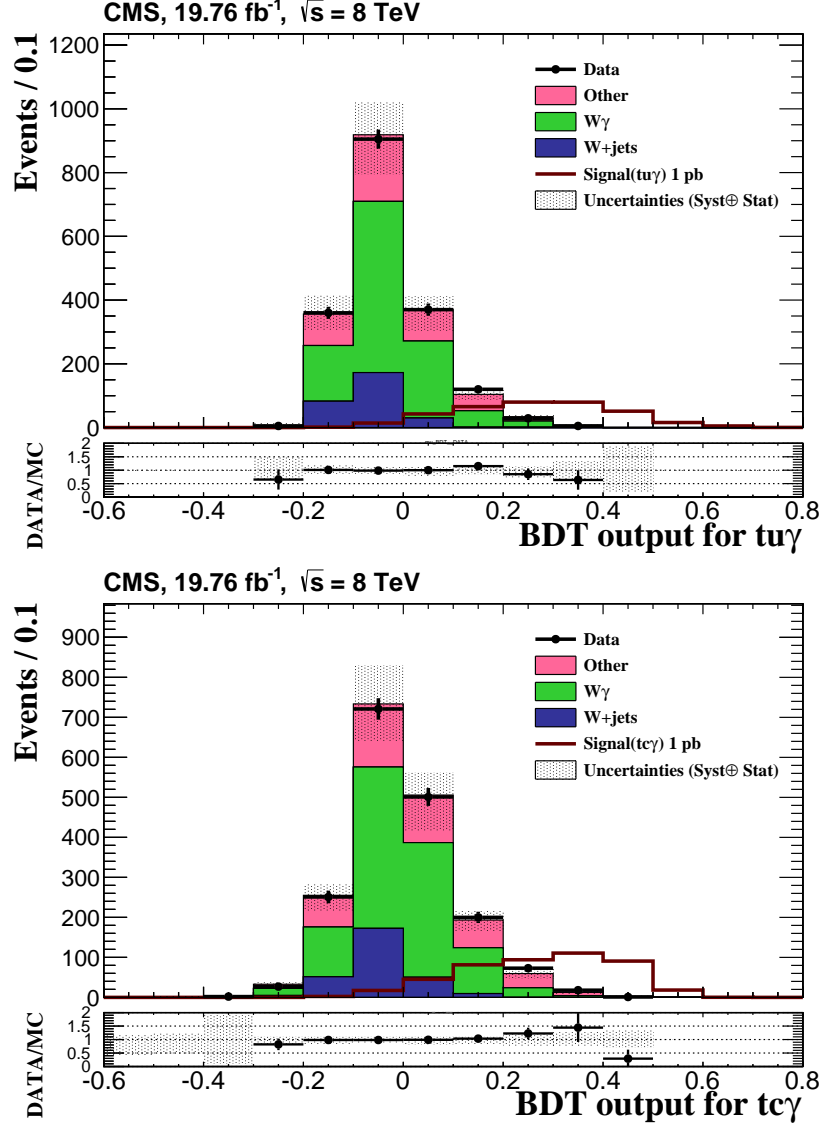 CMS, 19.76 fb-1, √s = 8 TeV
Events / 0.1
1200
1000
800
600
400
200
0
Data
Other
Wγ
W+jets
Signal(tuγ) 1 pb
Uncertainties (Syst⊕ Stat)
DATA/MC
2
1.5
1
0.5
0
-0.6 -0.4 -0.2 0 0.2 0.4 0.6 0.8
BDT output for tuγ
CMS, 19.76 fb-1, √s = 8 TeV
Events / 0.1
900
800
700
600
500
400
300
200
100
0
Data
Other
Wγ
W+jets
Signal(tcγ) 1 pb
Uncertainties (Syst⊕ Stat)
DATA/MC
2
1.5
1
0.5
0
-0.6 -0.4 -0.2 0 0.2 0.4 0.6 0.8
BDT output for tcγ